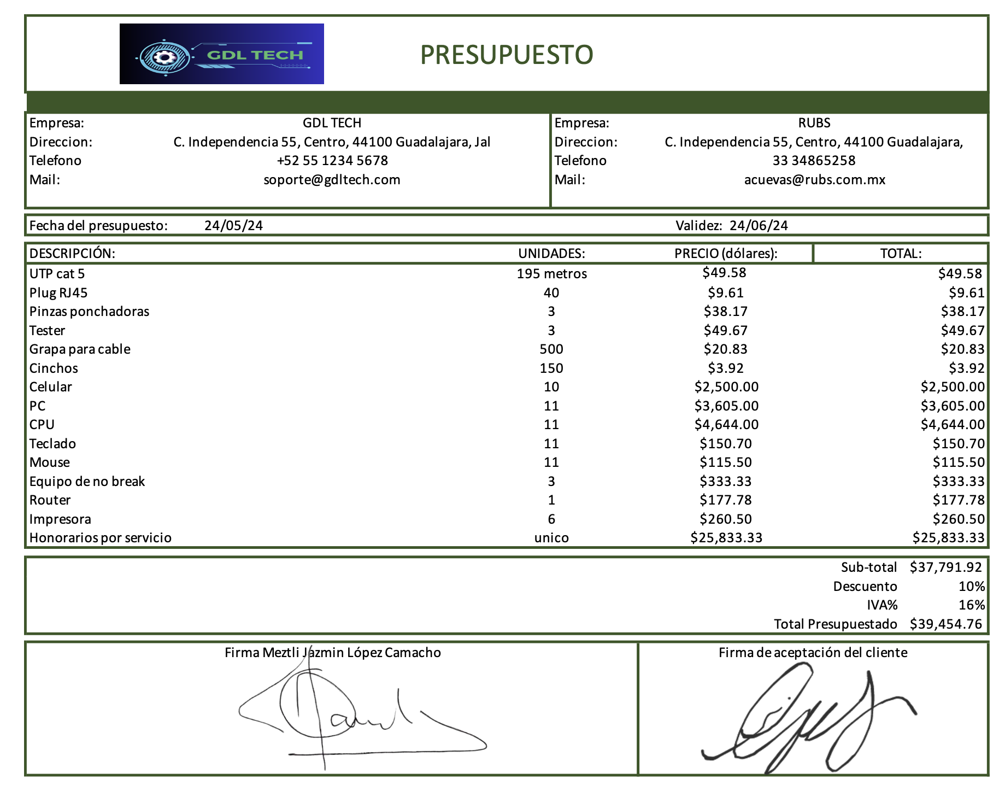 GDL TECH
PRESUPUESTO
Empresa: GDL TECH Empresa: RUBS
Direccion: C. Independencia 55, Centro, 44100 Guadalajara, Jal Direccion: C. Independencia 55, Centro, 44100 Guadalajara,
Telefono +52 55 1234 5678 Telefono 33 34865258
Mail: soporte@gdltech.com Mail: acuevas@rubs.com.mx
Fecha del presupuesto: 24/05/24 Validez: 24/06/24
DESCRIPCIÓN: UNIDADES: PRECIO (dólares): TOTAL:
UTP cat 5 195 metros $49.58 $49.58
Plug RJ45 40 $9.61 $9.61
Pinzas ponchadoras 3 $38.17 $38.17
Tester 3 $49.67 $49.67
Grapa para cable 500 $20.83 $20.83
Cinchos 150 $3.92 $3.92
Celular 10 $2,500.00 $2,500.00
PC 11 $3,605.00 $3,605.00
CPU 11 $4,644.00 $4,644.00
Teclado 11 $150.70 $150.70
Mouse 11 $115.50 $115.50
Equipo de no break 3 $333.33 $333.33
Router 1 $177.78 $177.78
Impresora 6 $260.50 $260.50
Honorarios por servicio unico $25,833.33 $25,833.33
Sub-total $37,791.92
Descuento 10%
IVA% 16%
Total Presupuestado $39,454.76
Firma Meztli Jazmin López Camacho Firma de aceptación del cliente